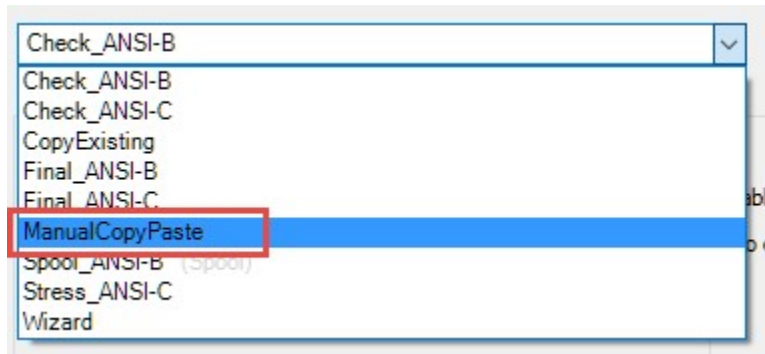 Check_ANSI-B
Check_ANSI-B
Check_ANSI-C
CopyExisting
Final_ANSI-B
Final_ANSI-C
ManualCopyPaste
Spool_ANSI-B (Spool)
Stress_ANSI-C
Wizard